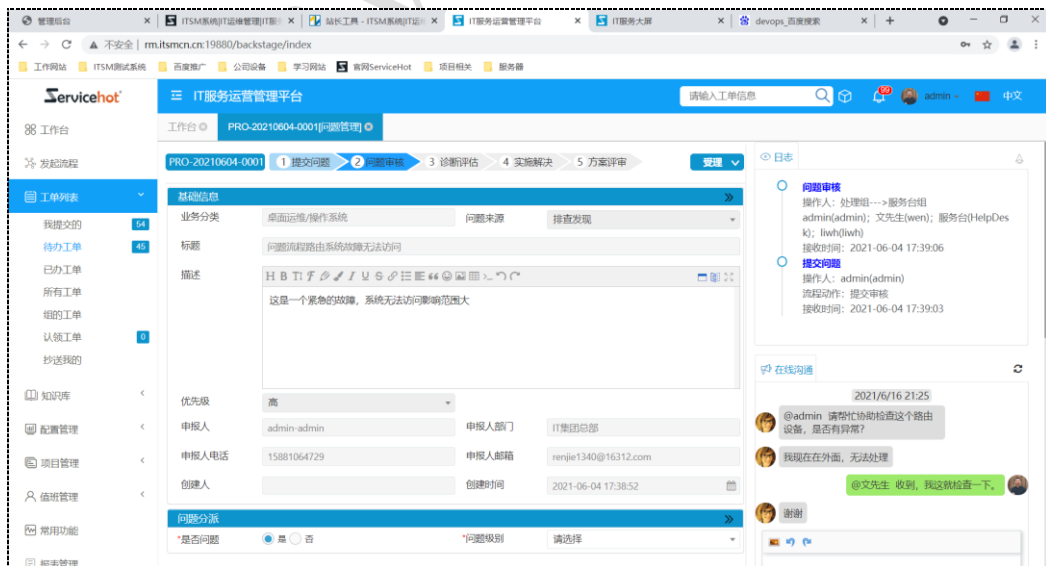 管理后台
ITSM系统|IT运维管理|IT服
站长工具 - ITSM系统|IT运
IT服务运营管理平台
IT服务大屏
devops_百度搜索
不安全 | rm.itsmcn.cn:19880/backstage/index
工作网站 ITSM测试系统 百度推广 公司设备 学习网站 官网ServiceHot 项目相关 服务器
Servicehot
IT服务运营管理平台
请输入工单信息
99
admin
中文
工作台
发起流程
工单列表
我提交的 54
待办工单 45
已办工单
所有工单
组的工单
认领工单 0
抄送我的
知识库
配置管理
项目管理
值班管理
常用功能
报表管理
工作台
PRO-20210604-0001[问题管理]
PRO-20210604-0001 1 提交问题 2 问题审核 3 诊断评估 4 实施解决 5 方案评审
受理
基础信息
业务分类 桌面运维/操作系统 问题来源 排查发现
标题 问题流程路由系统故障无法访问
描述
这是一个紧急的故障，系统无法访问影响范围大
优先级 高
申报人 admin-admin 申报人部门 IT集团总部
申报人电话 15881064729 申报人邮箱 renjie1340@16312.com
创建人 创建时间 2021-06-04 17:38:52
问题分派
*是否问题 是 否 *问题级别 请选择
日志
问题审核
操作人：处理组--->服务台组
admin(admin)；文先生(wen)；服务台(HelpDes
k)；liwh(liwh)
接收时间：2021-06-04 17:39:06
提交问题
操作人：admin(admin)
流程动作：提交审核
接收时间：2021-06-04 17:39:03
在线沟通
2021/6/16 21:25
@admin 请帮忙协助检查这个路由
设备，是否有异常?
我现在在外面，无法处理
@文先生 收到，我这就检查一下。
谢谢